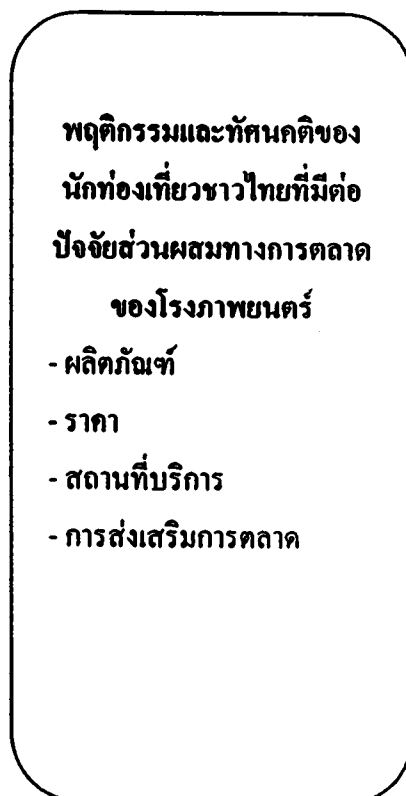 พฤติกรรมและทัศนคติของ
นักท่องเที่ยวชาวไทยที่มีต่อ
ปัจจัยส่วนผสมทางการตลาด
ของโรงภาพยนตร์
- ผลิตภัณฑ์
- ราคา
- สถานที่บริการ
- การส่งเสริมการตลาด